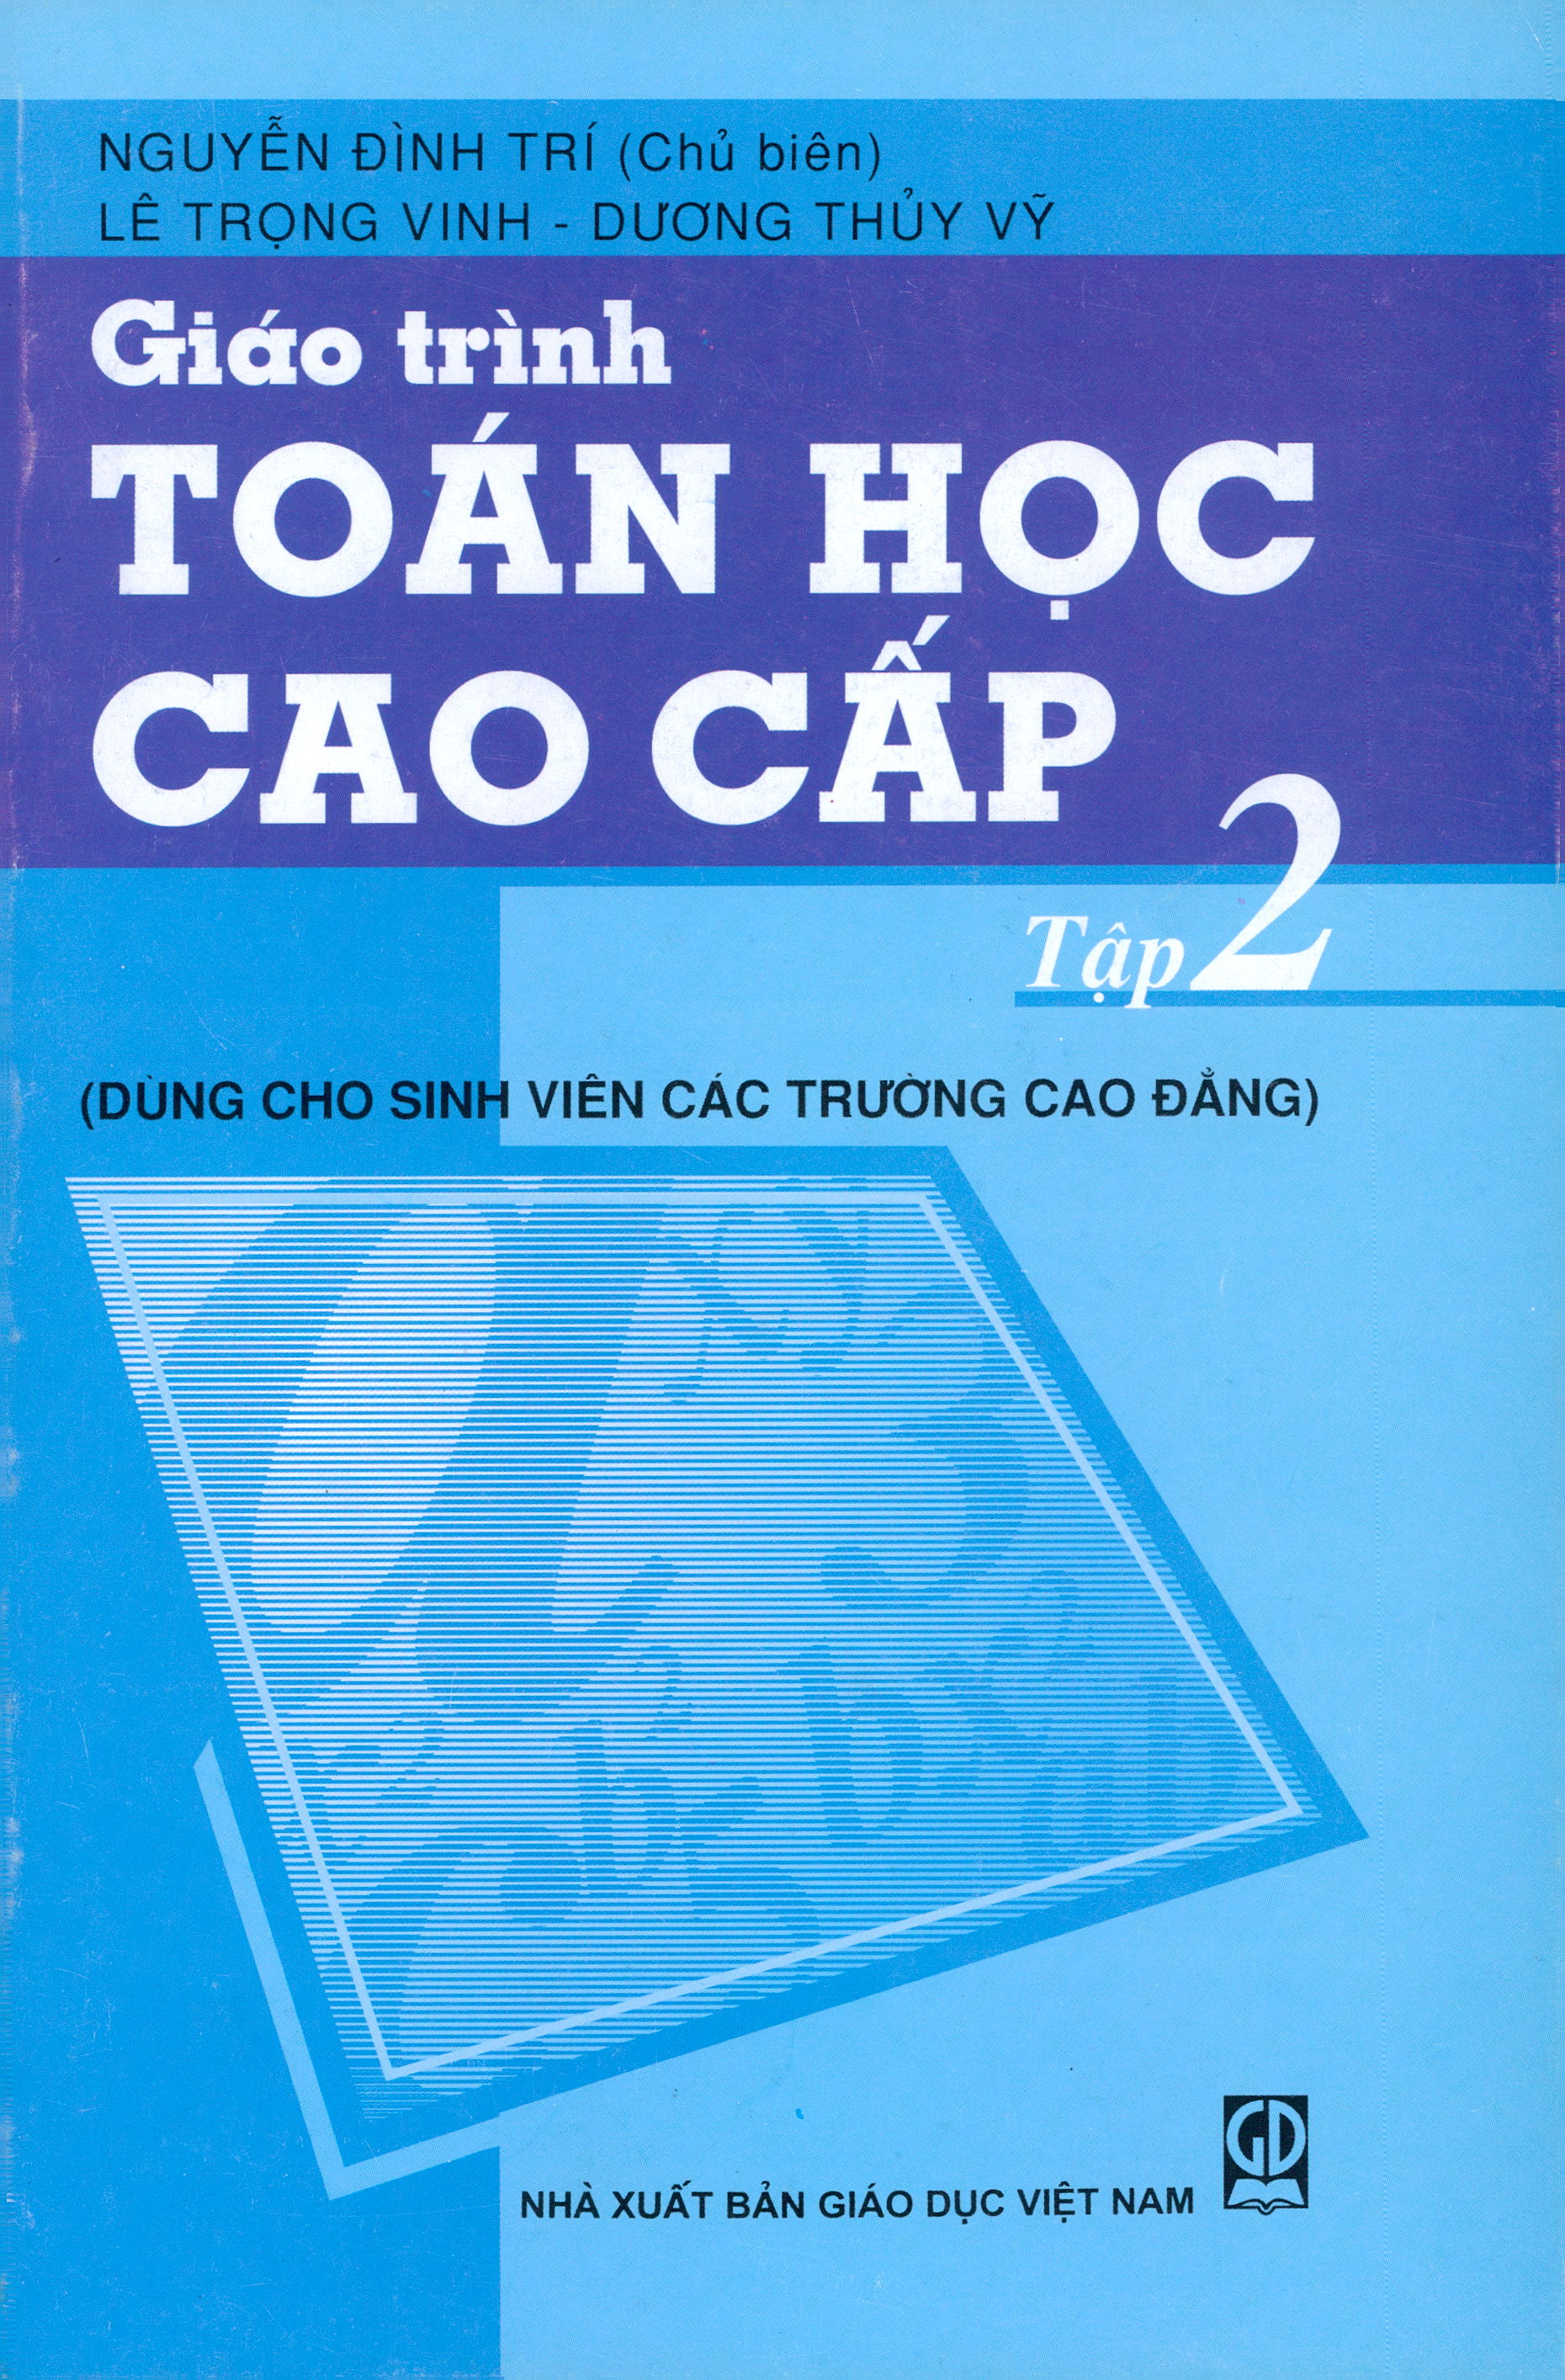 NGUYỄN ĐÌNH TRÍ (Chủ biên)
LÊ TRỌNG VINH - DƯƠNG THỦY VỸ
Giáo trình
TOÁN HỌC
CAO CẤP
Tập 2
(DÙNG CHO SINH VIÊN CÁC TRƯỜNG CAO ĐẲNG)
NHÀ XUẤT BẢN GIÁO DỤC VIỆT NAM
GD